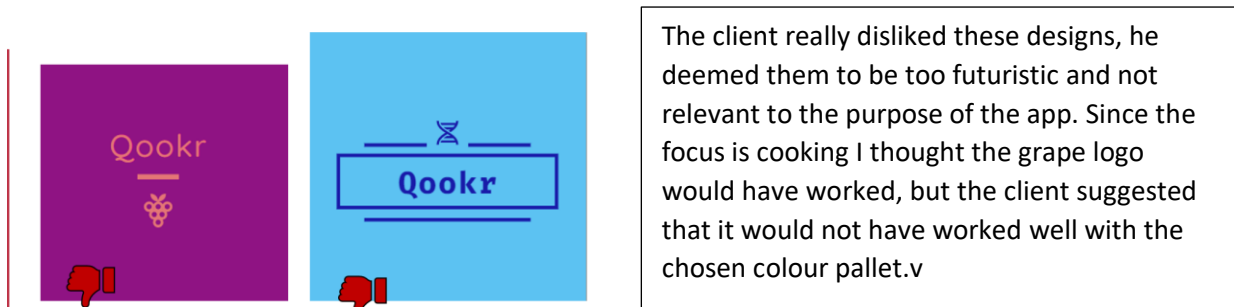 Qookr
Qookr
The client really disliked these designs, he
deemed them to be too futuristic and not
relevant to the purpose of the app. Since the
focus is cooking I thought the grape logo
would have worked, but the client suggested
that it would not have worked well with the
chosen colour pallet.v